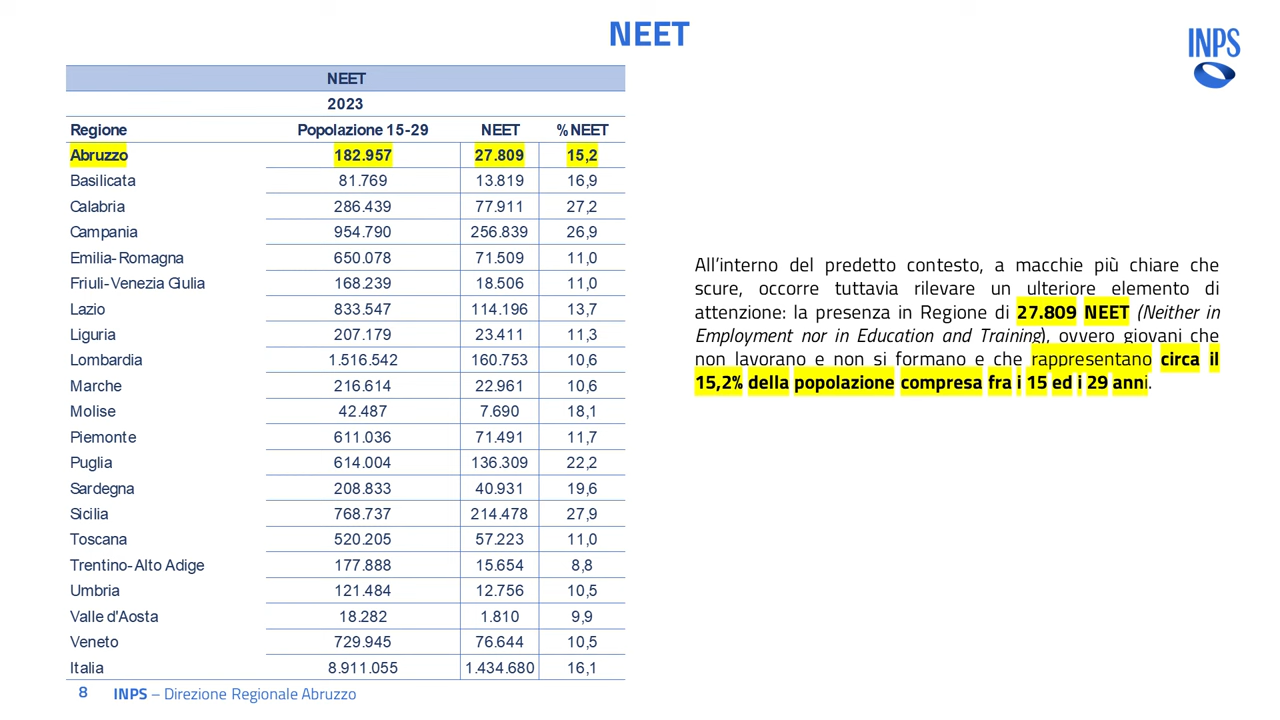 NEET
INPS
NEET
2023
Regione Popolazione 15-29 NEET %NEET
Abruzzo 182.957 27.809 15,2
Basilicata 81.769 13.819 16,9
Calabria 286.439 77.911 27,2
Campania 954.790 256.839 26,9
Emilia-Romagna 650.078 71.509 11,0
Friuli-Venezia Giulia 168.239 18.506 11,0
Lazio 833.547 114.196 13,7
Liguria 207.179 23.411 11,3
Lombardia 1.516.542 160.753 10,6
Marche 216.614 22.961 10,6
Molise 42.487 7.690 18,1
Piemonte 611.036 71.491 11,7
Puglia 614.004 136.309 22,2
Sardegna 208.833 40.931 19,6
Sicilia 768.737 214.478 27,9
Toscana 520.205 57.223 11,0
Trentino-Alto Adige 177.888 15.654 8,8
Umbria 121.484 12.756 10,5
Valle d'Aosta 18.282 1.810 9,9
Veneto 729.945 76.644 10,5
Italia 8.911.055 1.434.680 16,1
All'interno del predetto contesto, a macchie più chiare che
scure, occorre tuttavia rilevare un ulteriore elemento di
attenzione: la presenza in Regione di 27.809 NEET (Neither in
Employment nor in Education and Training), ovvero giovani che
non lavorano e non si formano e che rappresentano circa il
15,2% della popolazione compresa fra i 15 ed i 29 anni.
8 INPS – Direzione Regionale Abruzzo